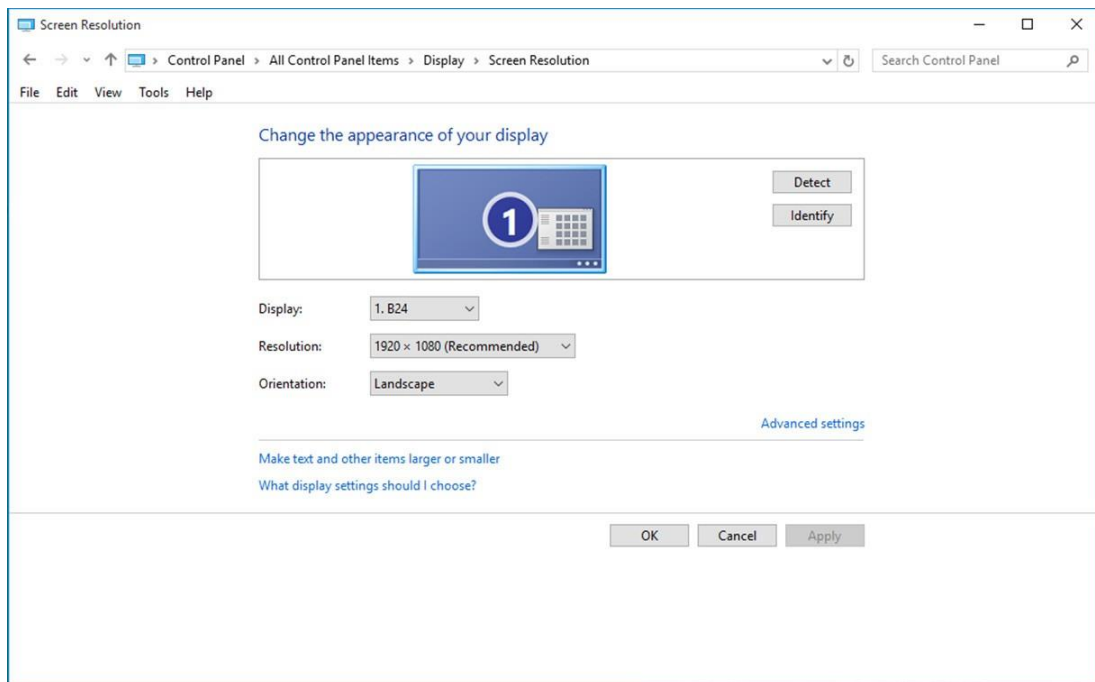 Screen Resolution
Control Panel > All Control Panel Items > Display > Screen Resolution
Search Control Panel
File Edit View Tools Help
Change the appearance of your display
1
Detect
Identify
Display: 1. B24
Resolution: 1920 × 1080 (Recommended)
Orientation: Landscape
Advanced settings
Make text and other items larger or smaller
What display settings should I choose?
OK Cancel Apply